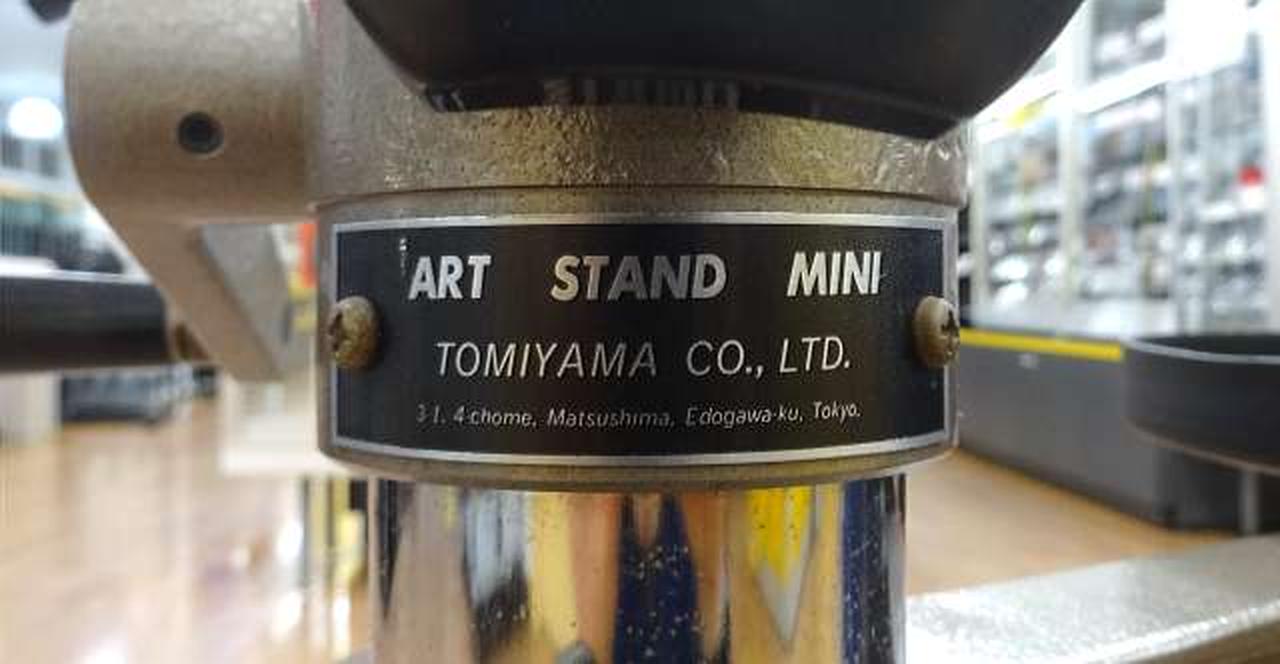 ART STAND MINI
TOMIYAMA CO., LTD.
3-1. 4-chome, Matsushima, Edogawa-ku, Tokyo.